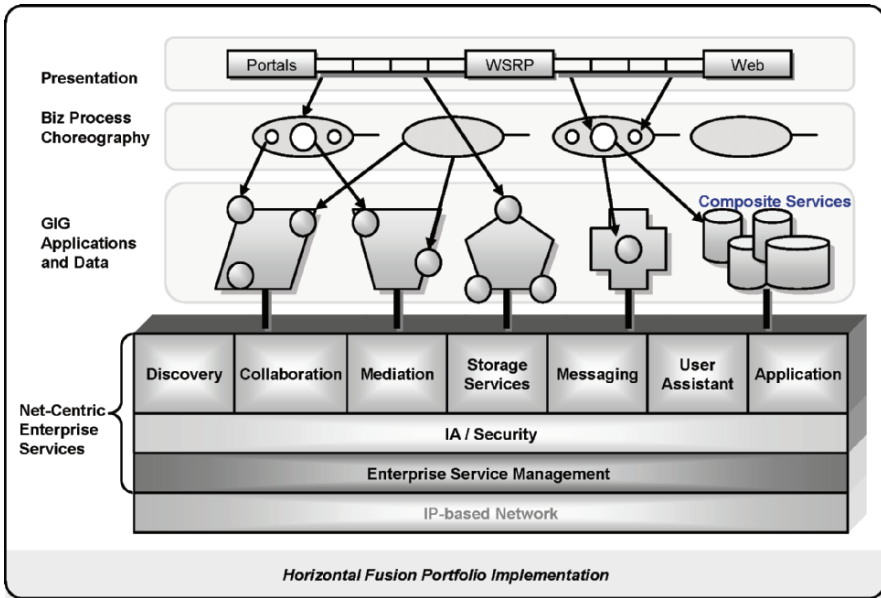 Portals
WSRP
Web
Presentation
Biz Process
Choreography
Composite Services
GIG
Applications
and Data
Discovery
Collaboration
Mediation
Storage
Services
Messaging
User
Assistant
Application
Net-Centric
Enterprise
Services
IA / Security
Enterprise Service Management
IP-based Network
Horizontal Fusion Portfolio Implementation